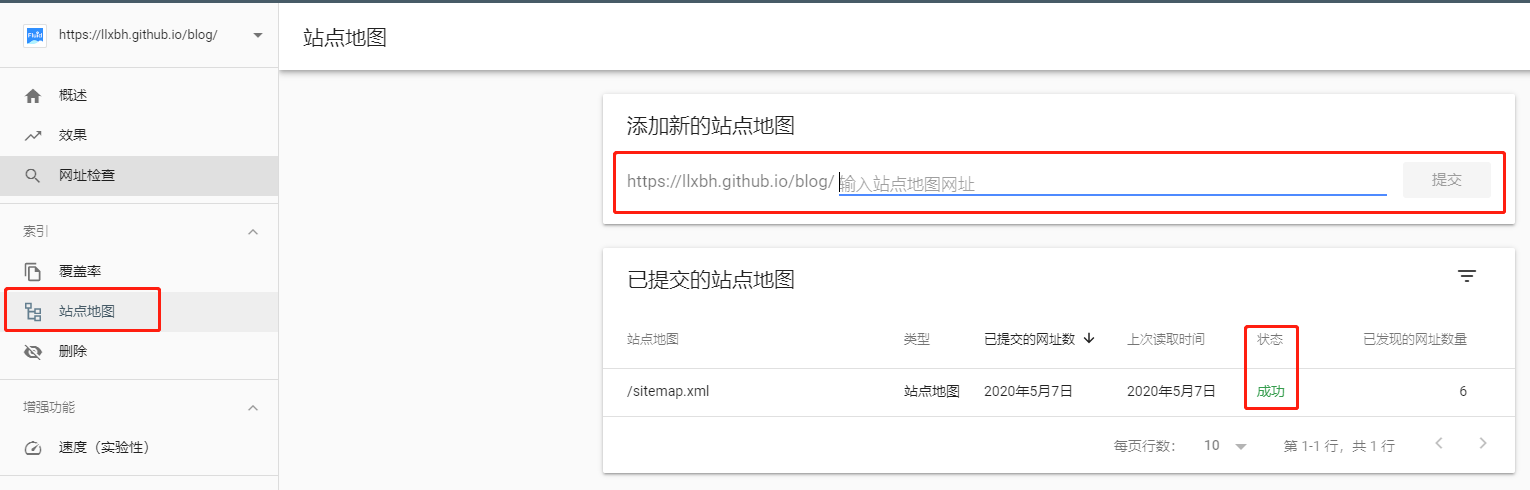 https://llxbh.github.io/blog/
站点地图
概述
效果
网址检查
索引
覆盖率
站点地图
删除
增强功能
速度（实验性）
添加新的站点地图
https://llxbh.github.io/blog/ 输入站点地图网址 提交
已提交的站点地图
站点地图 类型 已提交的网址数 上次读取时间 状态 已发现的网址数量
/sitemap.xml 站点地图 2020年5月7日 2020年5月7日 成功 6
每页行数： 10 第 1-1 行，共 1 行